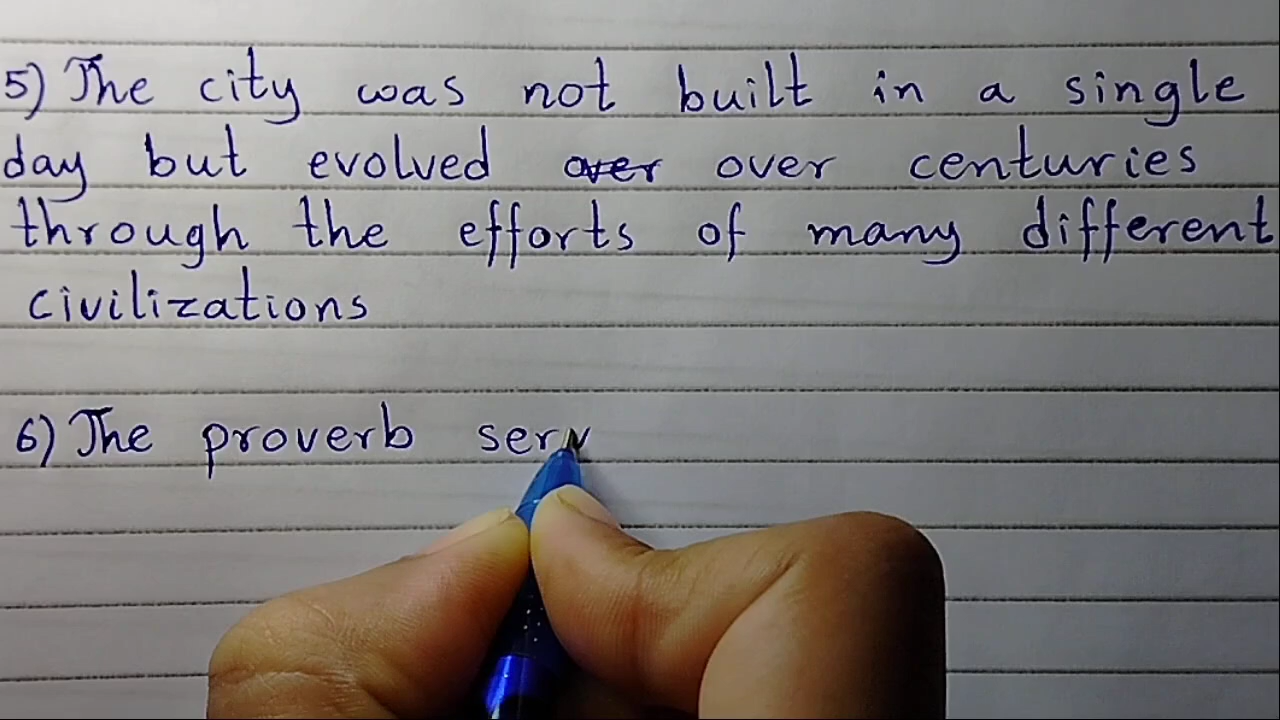 5) The city was not built in a single
day but evolved over over centuries
through the efforts of many different
civilizations
6) The proverb serv